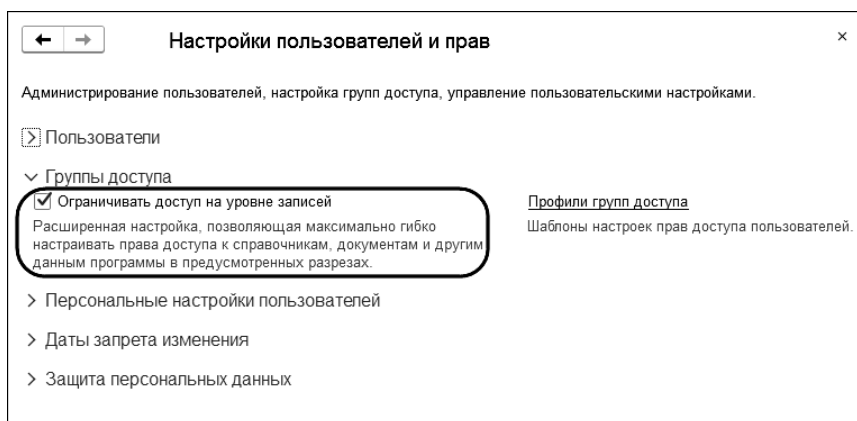 Настройки пользователей и прав
Администрирование пользователей, настройка групп доступа, управление пользовательскими настройками.
Пользователи
Группы доступа
Ограничивать доступ на уровне записей
Расширенная настройка, позволяющая максимально гибко
настраивать права доступа к справочникам, документам и другим
данным программы в предусмотренных разрезах.
Профили групп доступа
Шаблоны настроек прав доступа пользователей.
Персональные настройки пользователей
Даты запрета изменения
Защита персональных данных